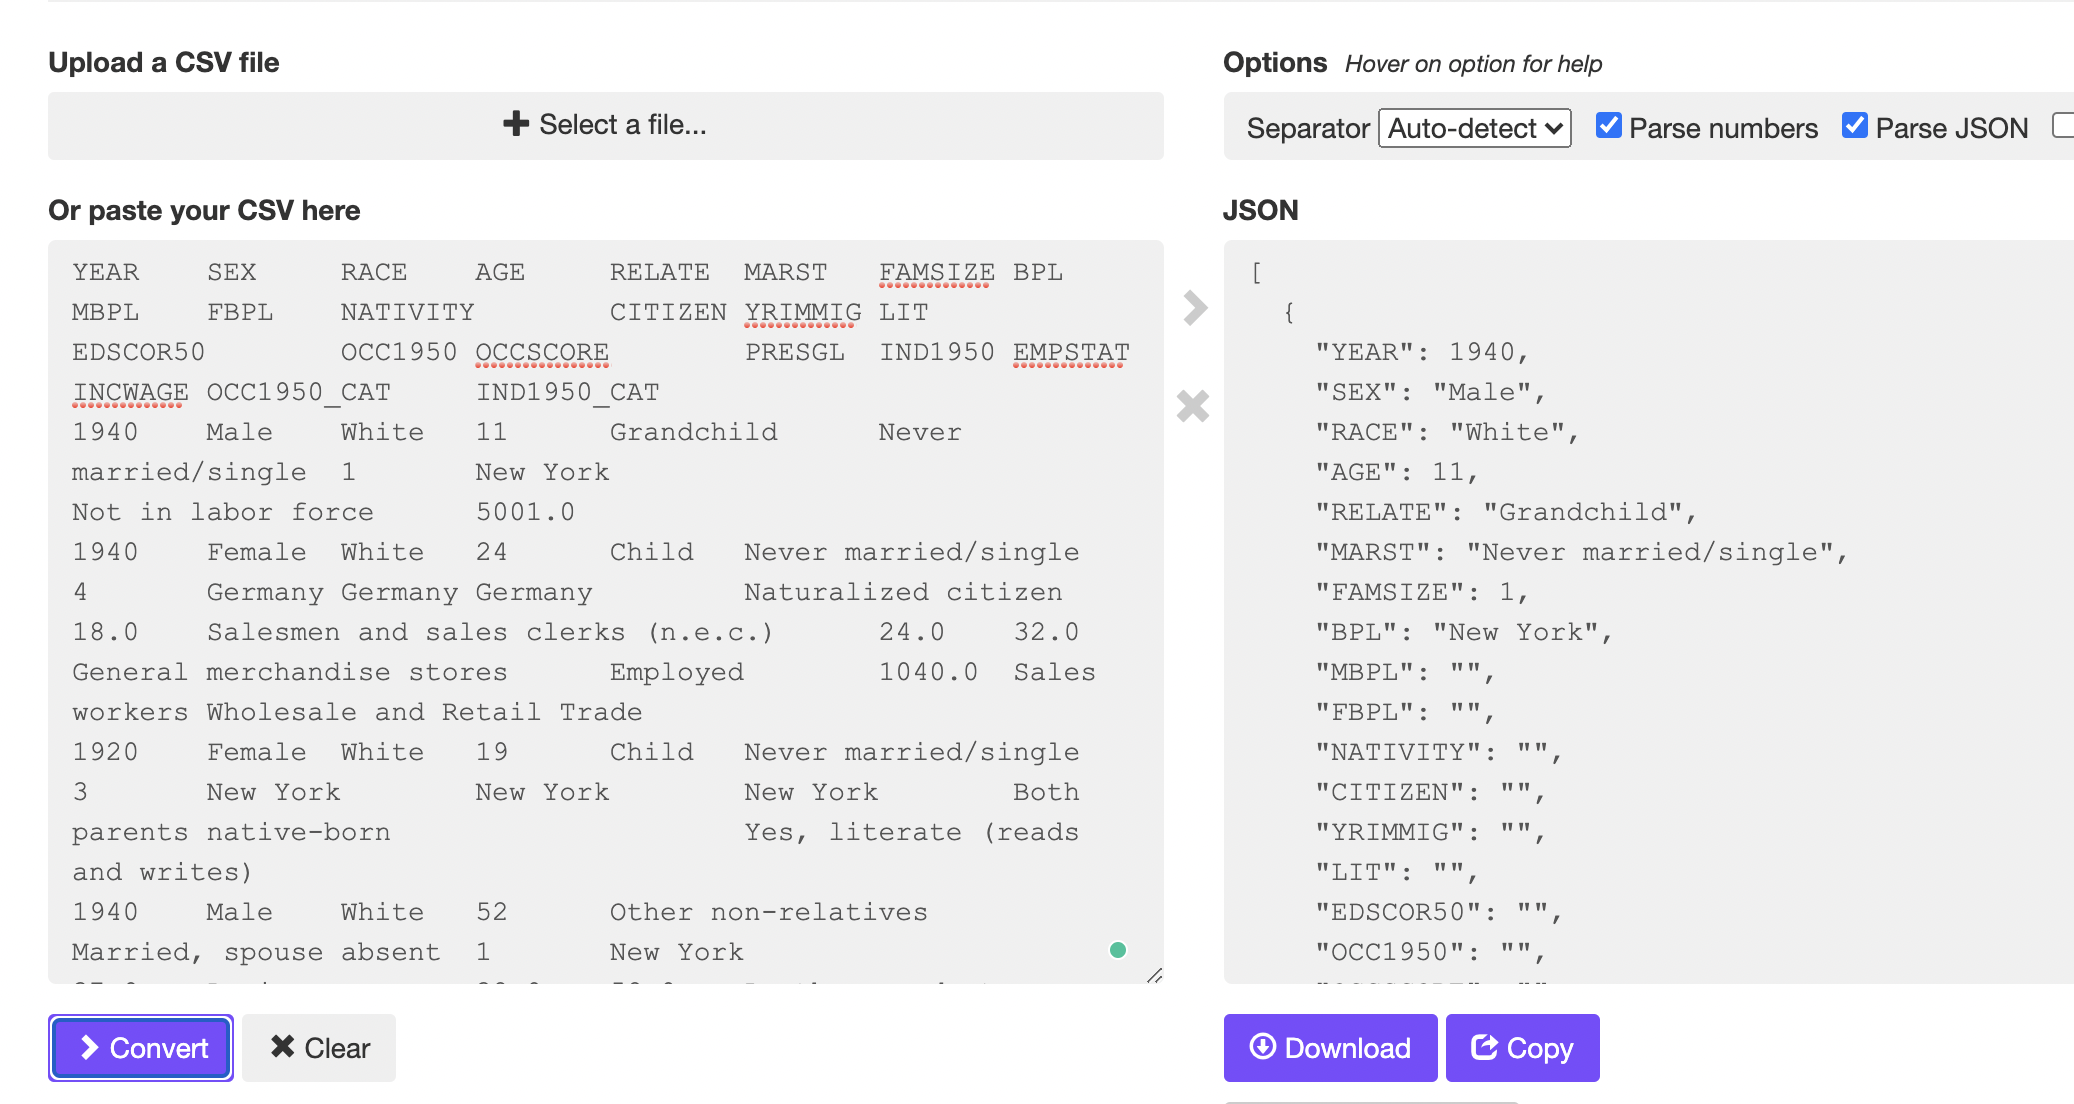 Upload a CSV file
Select a file...
Options Hover on option for help
Separator Auto-detect Parse numbers Parse JSON
Or paste your CSV here
YEAR SEX RACE AGE RELATE MARST FAMSIZE BPL
MBPL FBPL NATIVITY CITIZEN YRIMMIG LIT
EDSCOR50 OCC1950 OCCSCORE PRESGL IND1950 EMPSTAT
INCWAGE OCC1950_CAT IND1950_CAT
1940 Male White 11 Grandchild Never
married/single 1 New York
Not in labor force 5001.0
1940 Female White 24 Child Never married/single
4 Germany Germany Germany Naturalized citizen
18.0 Salesmen and sales clerks (n.e.c.) 24.0 32.0
General merchandise stores Employed 1040.0 Sales
workers Wholesale and Retail Trade
1920 Female White 19 Child Never married/single
3 New York New York New York Both
parents native-born Yes, literate (reads
and writes)
1940 Male White 52 Other non-relatives
Married, spouse absent 1 New York
JSON
[
{
"YEAR": 1940,
"SEX": "Male",
"RACE": "White",
"AGE": 11,
"RELATE": "Grandchild",
"MARST": "Never married/single",
"FAMSIZE": 1,
"BPL": "New York",
"MBPL": "",
"FBPL": "",
"NATIVITY": "",
"CITIZEN": "",
"YRIMMIG": "",
"LIT": "",
"EDSCOR50": "",
"OCC1950": "",
Convert Clear
Download Copy